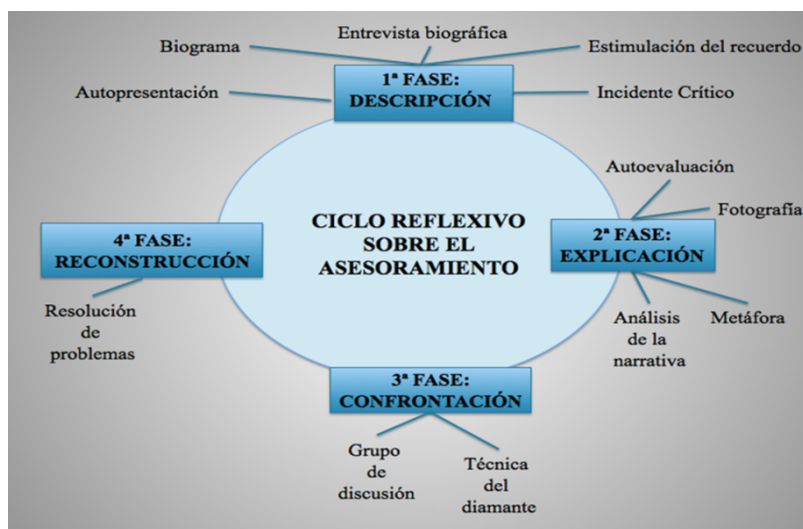 Entrevista biográfica
Biograma
Estimulación del recuerdo
1ª FASE:
DESCRIPCIÓN
Autopresentación
Incidente Crítico
Autoevaluación
Fotografía
CICLO REFLEXIVO
SOBRE EL
ASESORAMIENTO
2ª FASE:
EXPLICACIÓN
4ª FASE:
RECONSTRUCCIÓN
Análisis
de la
narrativa
Metáfora
Resolución
de
problemas
3ª FASE:
CONFRONTACIÓN
Grupo
de
discusión
Técnica
del
diamante